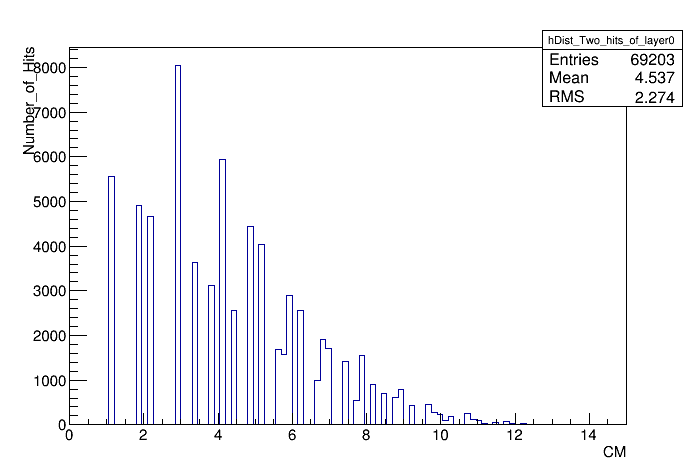 hDist_Two_hits_of_layer0
Entries 69203
Mean 4.537
RMS 2.274
Number_of_Hits
8000
7000
6000
5000
4000
3000
2000
1000
0
0 2 4 6 8 10 12 14
CM